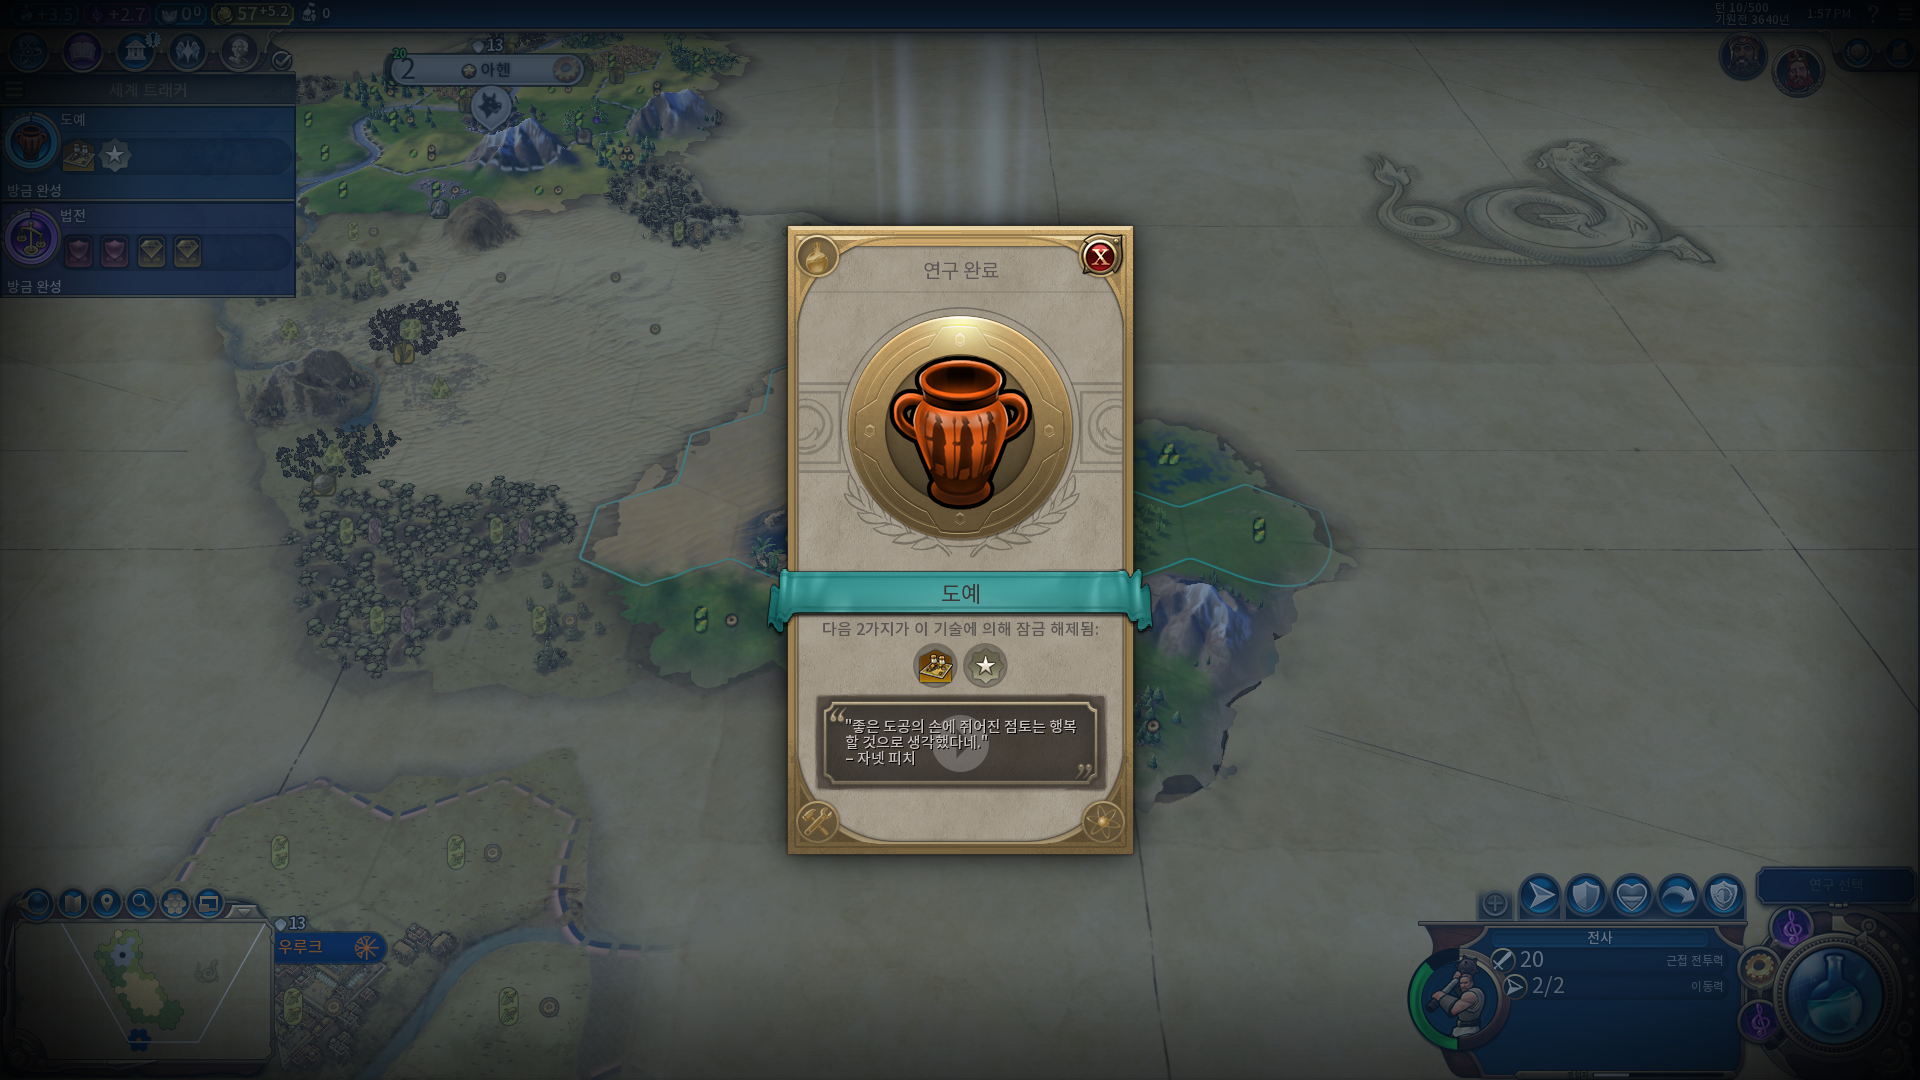 +3.5 +2.7 0 0 57 +5.2 0
턴 10/500
기원전 3640년
1:57 PM
?
세계 트래커
도예
방금 완성
법전
방금 완성
13
20
2 아헨
연구 완료
X
도예
다음 2가지가 이 기술에 의해 잠금 해제됨:
"좋은 도공의 손에 쥐어진 점토는 행복
할 것으로 생각했다네."
– 자넷 피치
13
우루크
연구 선택
전사
20 근접 전투력
2/2 이동력